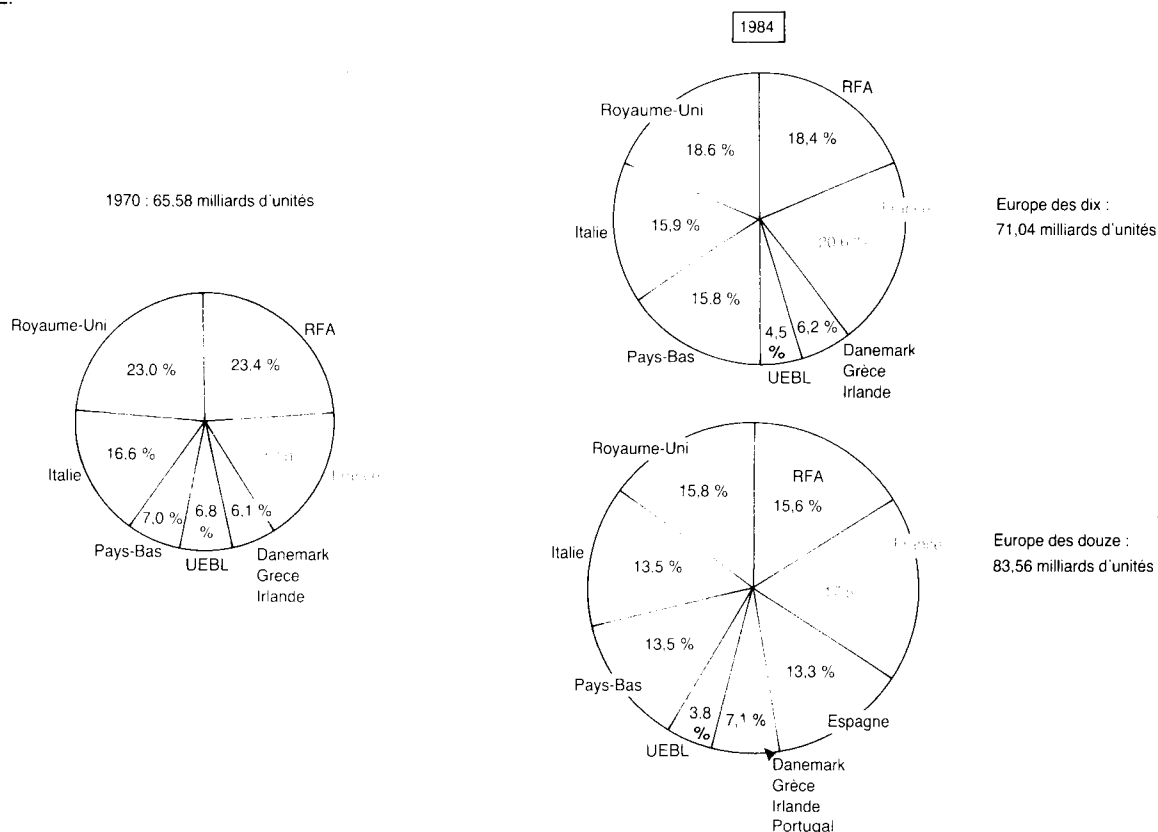 1970 : 65.58 milliards d'unités
Royaume-Uni
RFA
23.0 %
23.4 %
16.6 %
Italie
France
7,0 %
6.8
%
6.1 %
Pays-Bas
UEBL
Danemark
Grece
Irlande
1984
RFA
Royaume-Uni
18.6 %
18,4 %
France
Italie
15,9 %
15.8 %
4,5
%
6,2 %
Pays-Bas
UEBL
Danemark
Grèce
Irlande
Europe des dix :
71,04 milliards d'unités
Royaume-Uni
RFA
15,8 %
15,6 %
France
Italie
13.5 %
13,5 %
13,3 %
Pays-Bas
3.8
%
7,1 %
Espagne
UEBL
Danemark
Grèce
Irlande
Portugal
Europe des douze :
83,56 milliards d'unités